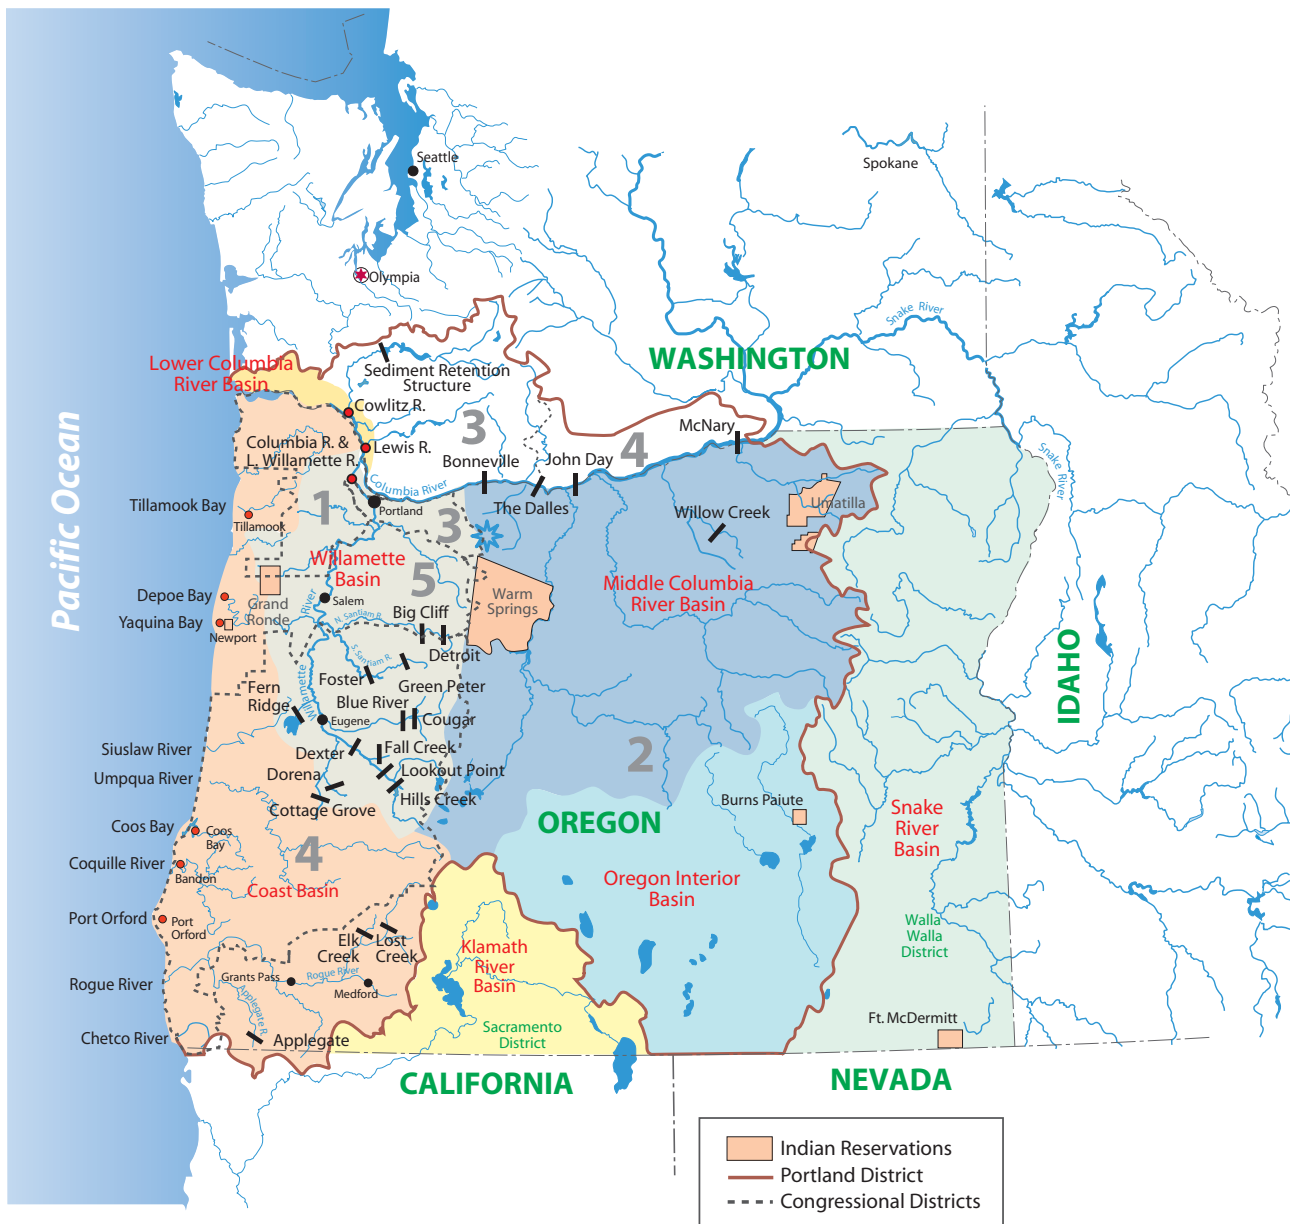 Seattle
Spokane
Olympia
Snake River
WASHINGTON
Lower Columbia
River Basin
Sediment Retention
Structure
Cowlitz R.
3
4
McNary
Columbia R. &
L. Willamette R.
Lewis R.
Bonneville
John Day
Snake River
Columbia River
The Dalles
Pacific Ocean
Tillamook Bay
Tillamook
1
Portland
3
Willow Creek
Umatilla
Willamette
Basin
5
Middle Columbia
River Basin
Depoe Bay
Grand
Ronde
Salem
Warm
Springs
Yaquina Bay
Newport
N. Santiam R.
Big Cliff
Detroit
Willamette River
S. Santiam R.
Foster
Green Peter
IDAHO
Fern
Ridge
Blue River
Cougar
Eugene
Siuslaw River
Dexter
Fall Creek
2
Umpqua River
Dorena
Lookout Point
Cottage Grove
Hills Creek
Burns Paiute
Snake
River
Basin
OREGON
Coos Bay
Coos
Bay
4
Coquille River
Bandon
Coast Basin
Oregon Interior
Basin
Port Orford
Port
Orford
Elk
Creek
Lost
Creek
Klamath
River
Basin
Walla
Walla
District
Rogue River
Grants Pass
Rogue River
Medford
Applegate R.
Chetco River
Applegate
Sacramento
District
Ft. McDermitt
CALIFORNIA
NEVADA
Indian Reservations
Portland District
Congressional Districts